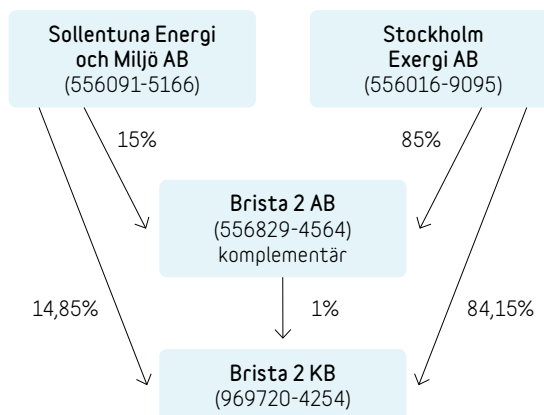 Sollentuna Energi
och Miljö AB
(556091-5166)
Stockholm
Exergi AB
(556016-9095)
15%
85%
Brista 2 AB
(556829-4564)
komplementär
14,85%
1%
84,15%
Brista 2 KB
(969720-4254)